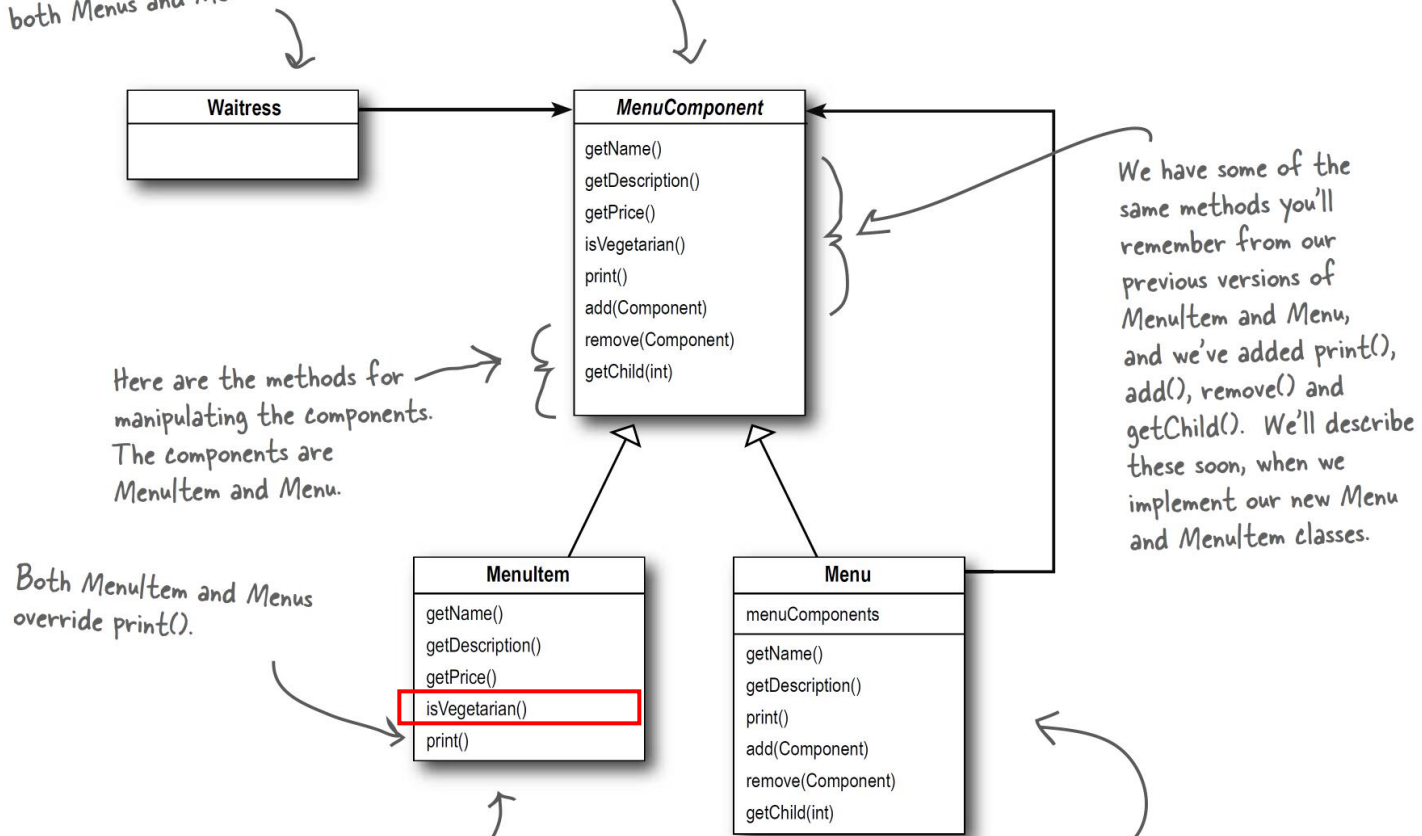 both Menus and
Waitress
MenuComponent
getName()
getDescription()
getPrice()
isVegetarian()
print()
add(Component)
remove(Component)
getChild(int)
We have some of the
same methods you'll
remember from our
previous versions of
MenuItem and Menu,
and we've added print(),
add(), remove() and
getChild(). We'll describe
these soon, when we
implement our new Menu
and MenuItem classes.
Here are the methods for
manipulating the components.
The components are
MenuItem and Menu.
Both MenuItem and Menus
override print().
MenuItem
getName()
getDescription()
getPrice()
isVegetarian()
print()
Menu
menuComponents
getName()
getDescription()
print()
add(Component)
remove(Component)
getChild(int)